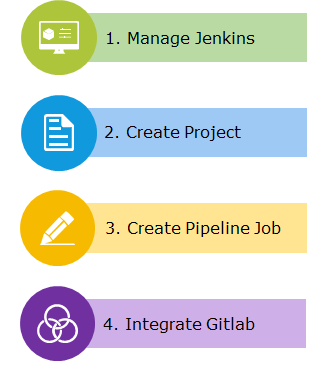 1. Manage Jenkins
2. Create Project
3. Create Pipeline Job
4. Integrate Gitlab